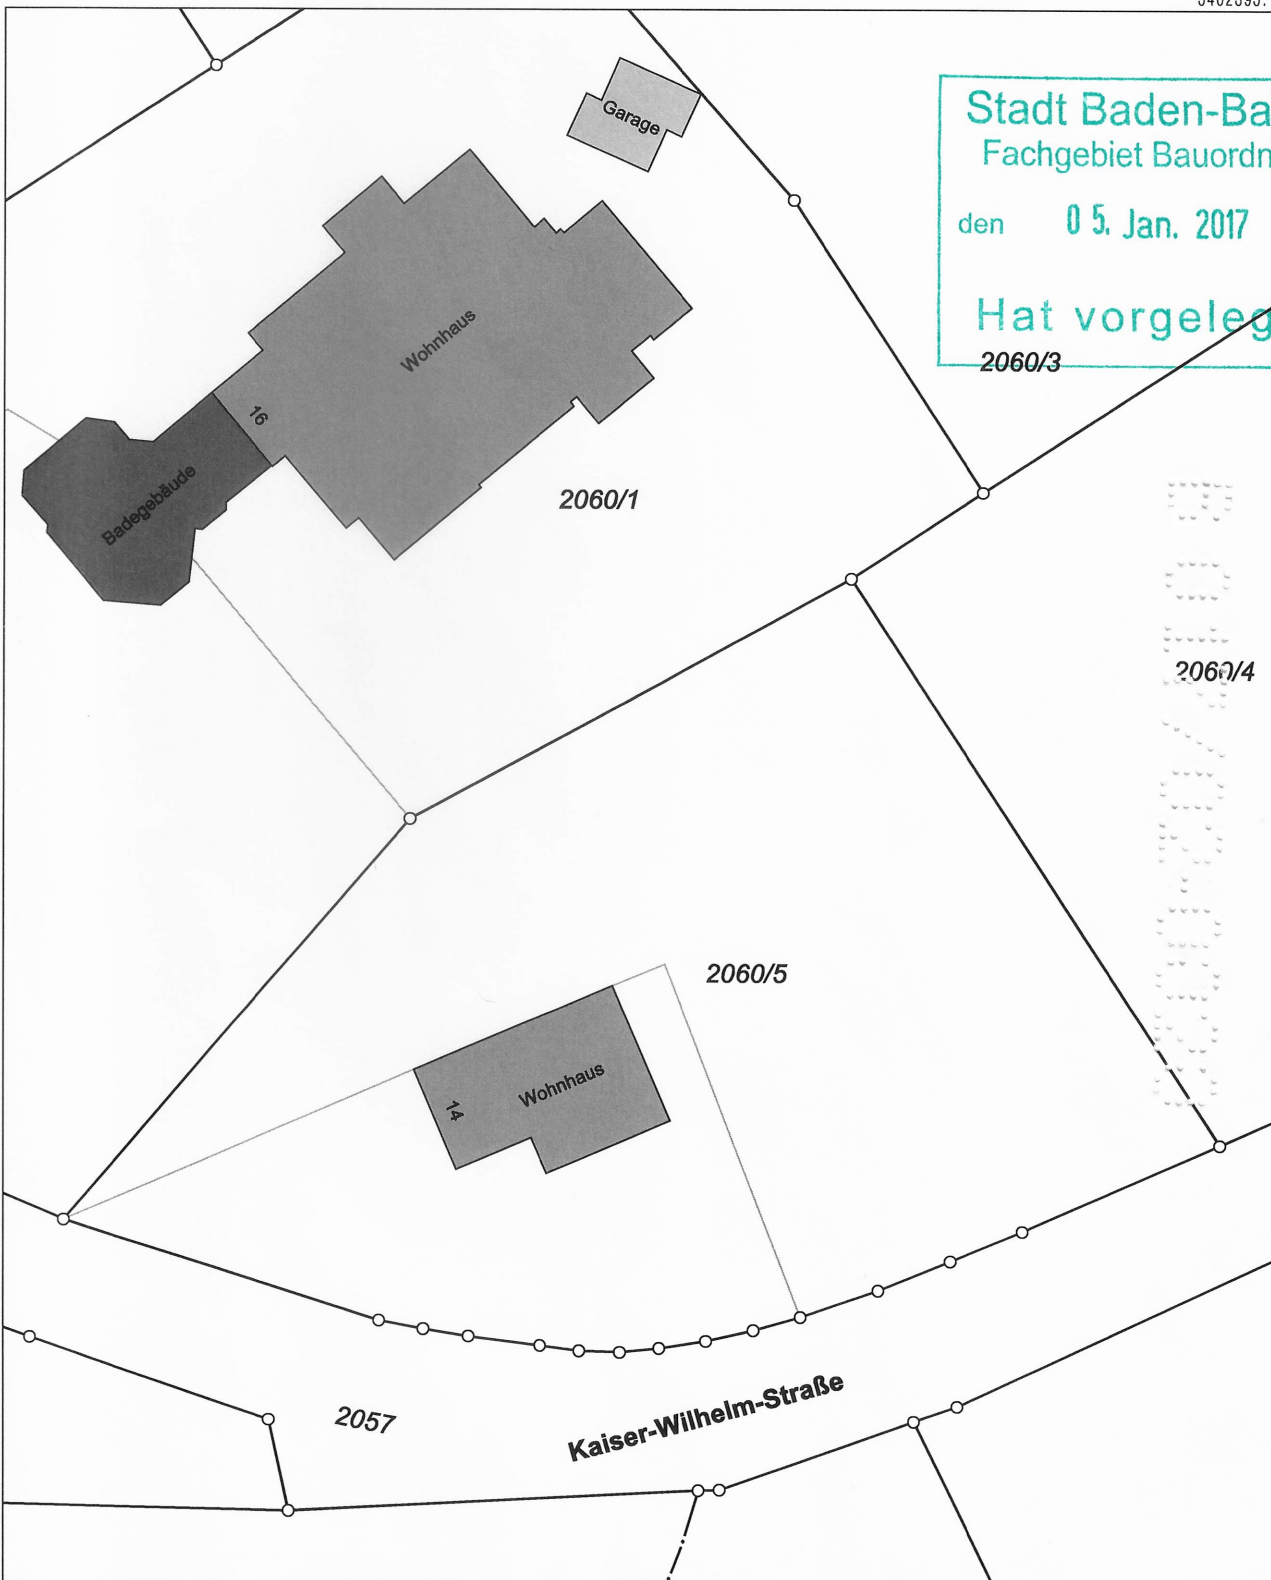 Garage
Stadt Baden-Ba
Fachgebiet Bauordn
den 05. Jan. 2017
Hat vorgeleg
2060/3
Wohnhaus
16
Badegebäude
2060/1
2060/4
2060/5
Wohnhaus
14
2057
Kaiser-Wilhelm-Straße